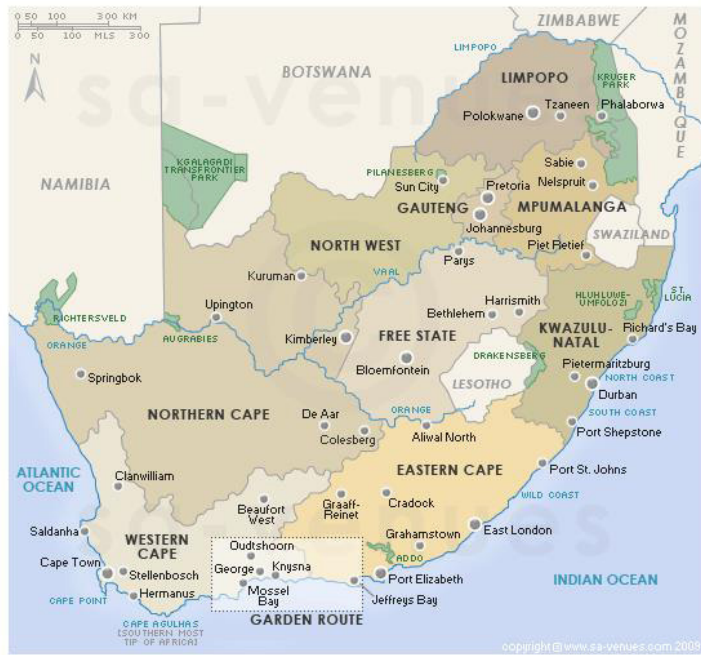 0 50 100 300 KM
0 50 100 MLS 300
N
ZIMBABWE
MOZAMBIQUE
BOTSWANA
NAMIBIA
LIMPOPO
LIMPOPO
KRUGER
PARK
Tzaneen
Phalaborwa
Polokwane
KGALAGADI
TRANSFRONTIER
PARK
PILANESBERG
Sun City
Sabie
Nelspruit
Pretoria
GAUTENG
MPUMALANGA
Johannesburg
SWAZILAND
NORTH WEST
Piet Retief
Parys
VAAL
Kuruman
HLUHLUWE-
UMFOLOZI
ST.
LUCIA
RICHTERSVELD
Upington
Harrismith
Bethlehem
KWAZULU-
NATAL
Richard's Bay
AUGRABIES
Kimberley
FREE STATE
ORANGE
DRAKENSBERG
Bloemfontein
Pietermaritzburg
NORTH COAST
Springbok
LESOTHO
Durban
NORTHERN CAPE
De Aar
ORANGE
SOUTH COAST
Colesberg
Aliwal North
Port Shepstone
ATLANTIC
OCEAN
Clanwilliam
EASTERN CAPE
Port St. Johns
Beaufort
West
Graaff-
Reinet
Cradock
WILD COAST
Saldanha
WESTERN
CAPE
Grahamstown
East London
Oudtshoorn
ADDO
Cape Town
Stellenbosch
George
Knysna
Port Elizabeth
INDIAN OCEAN
CAPE POINT
Hermanus
Mossel
Bay
Jeffreys Bay
CAPE AGULHAS
[SOUTHERN MOST
TIP OF AFRICA]
GARDEN ROUTE
sa-venues
sa-venues
copyright@www.sa-venues.com 2009